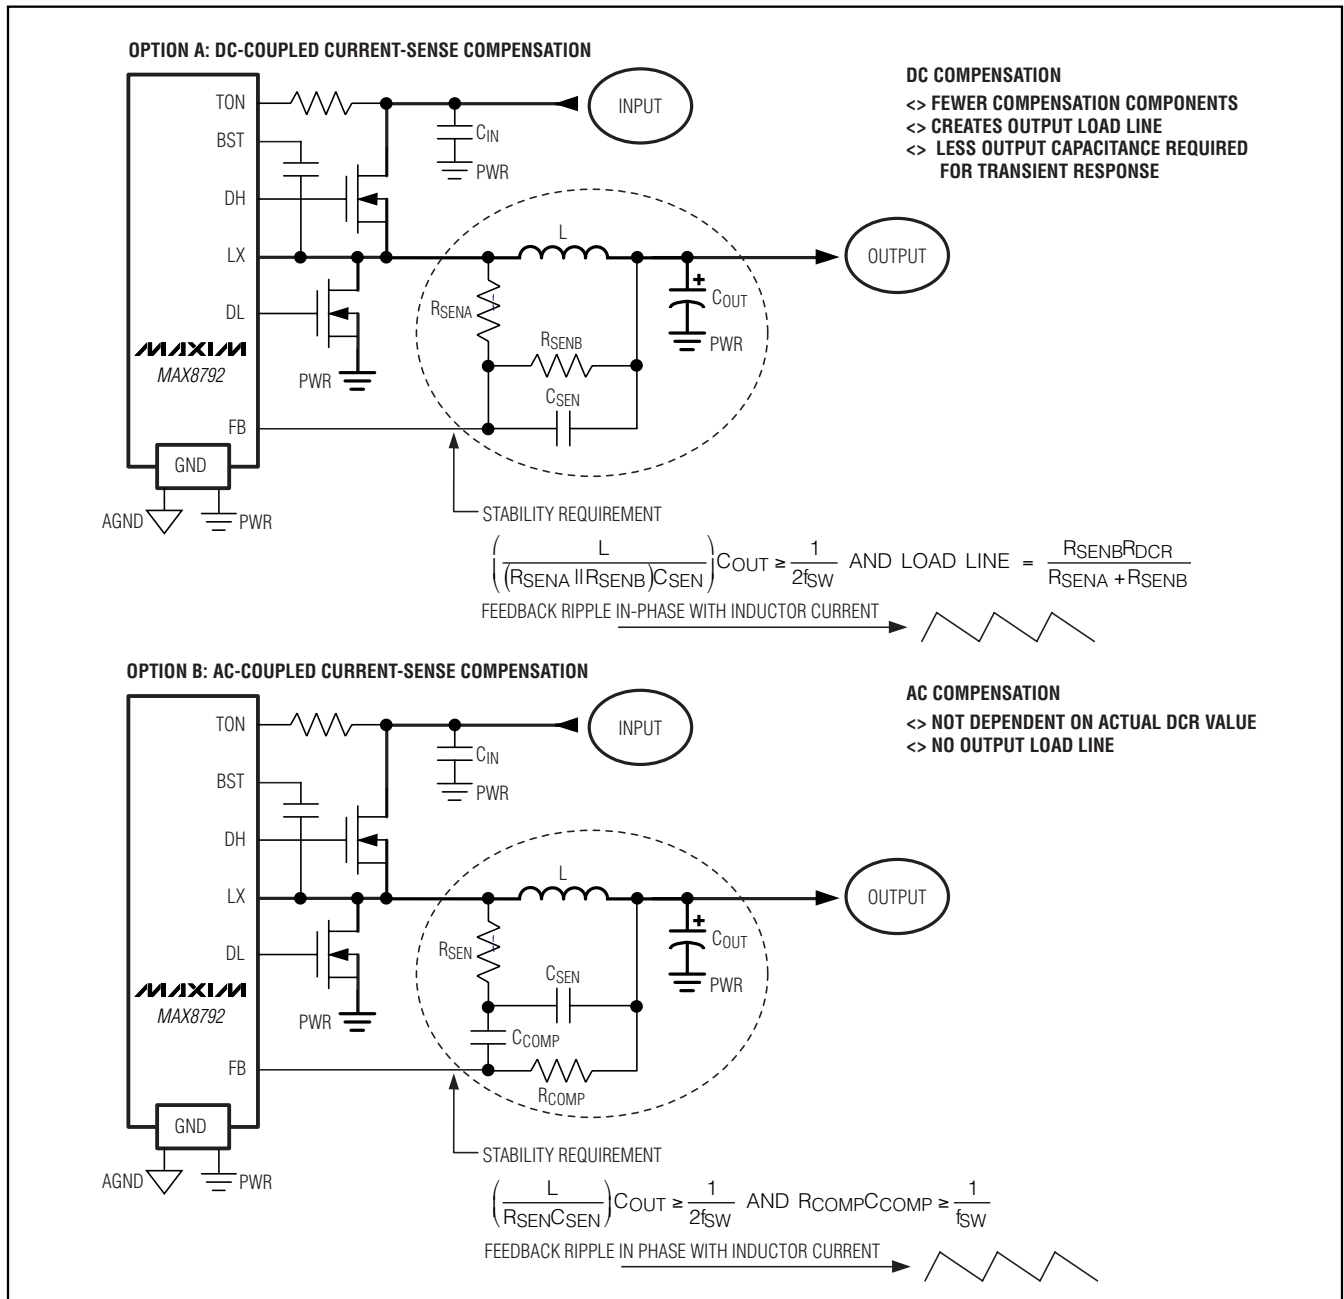 OPTION A: DC-COUPLED CURRENT-SENSE COMPENSATION
DC COMPENSATION
<> FEWER COMPENSATION COMPONENTS
<> CREATES OUTPUT LOAD LINE
<> LESS OUTPUT CAPACITANCE REQUIRED
FOR TRANSIENT RESPONSE
TON
INPUT
CIN
PWR
BST
DH
LX
L
OUTPUT
COUT
PWR
DL
RSENA
RSENB
MAXIM
MAX8792
PWR
CSEN
FB
GND
AGND
PWR
STABILITY REQUIREMENT
(L / ((RSENA IIRSENB)CSEN))COUT ≥ 1 / 2fSW AND LOAD LINE = RSENBRDCR / RSENA + RSENB
FEEDBACK RIPPLE IN-PHASE WITH INDUCTOR CURRENT
OPTION B: AC-COUPLED CURRENT-SENSE COMPENSATION
AC COMPENSATION
<> NOT DEPENDENT ON ACTUAL DCR VALUE
<> NO OUTPUT LOAD LINE
TON
INPUT
CIN
PWR
BST
DH
LX
L
OUTPUT
COUT
PWR
DL
RSEN
CSEN
MAXIM
MAX8792
PWR
CCOMP
FB
RCOMP
GND
AGND
PWR
STABILITY REQUIREMENT
(L / RSENCSEN)COUT ≥ 1 / 2fSW AND RCOMPCCOMP ≥ 1 / fSW
FEEDBACK RIPPLE IN PHASE WITH INDUCTOR CURRENT